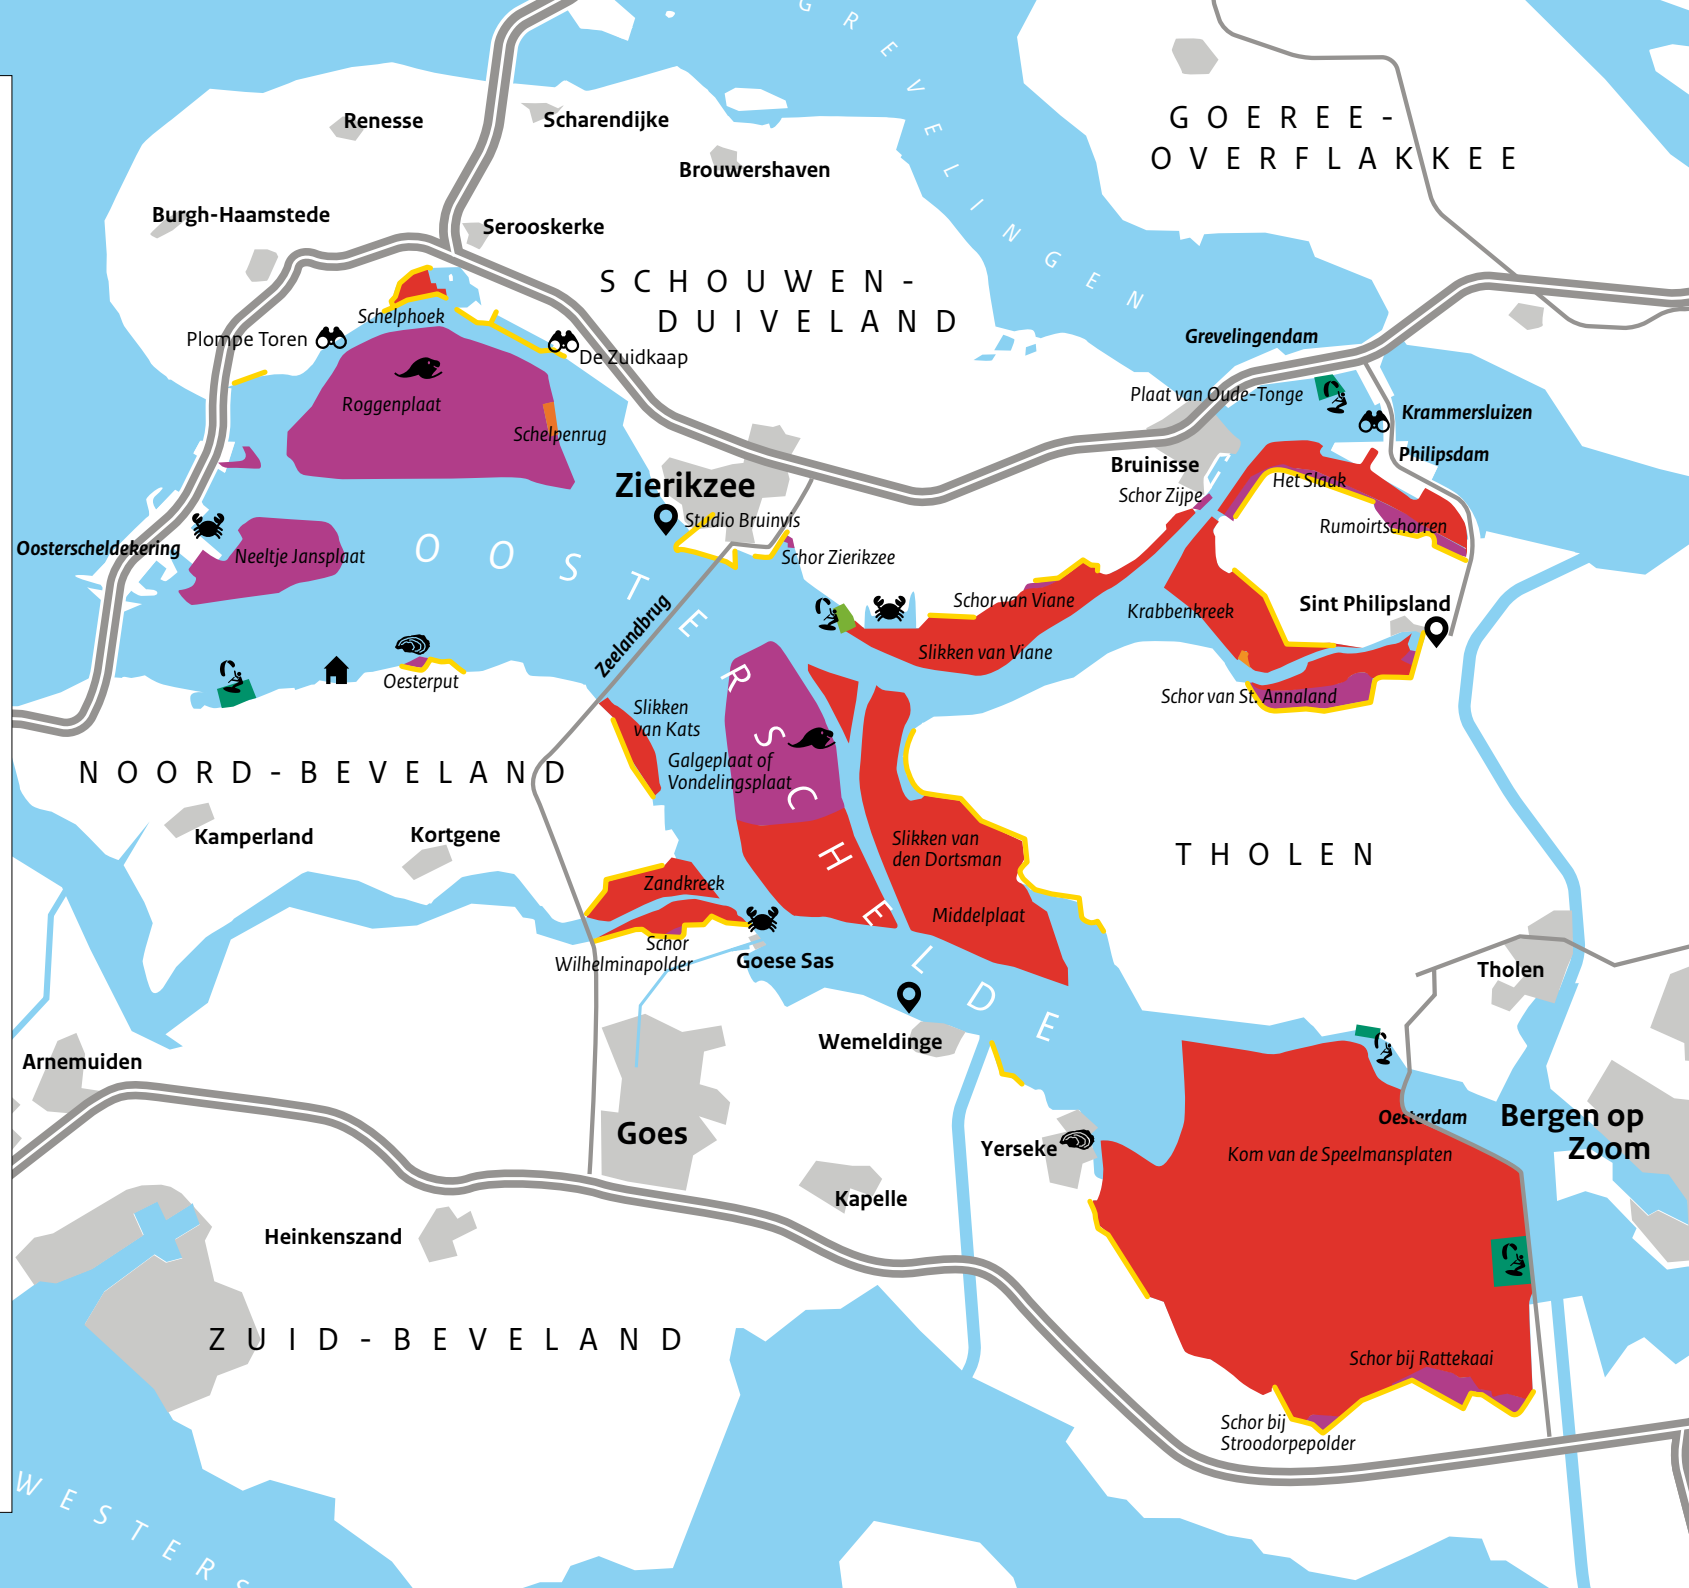 GREVELINGEN
GOEREE-
OVERFLAKKEE
Renesse
Scharendijke
Brouwershaven
Burgh-Haamstede
Serooskerke
SCHOUWEN-
DUIVELAND
Schelphoek
Plompe Toren
De Zuidkaap
Grevelingendam
Roggenplaat
Schelpenrug
Plaat van Oude-Tonge
Krammersluizen
Philipsdam
Bruinisse
Schor Zijpe
Het Slaak
Rumoirtschorren
Zierikzee
Studio Bruinvis
Schor Zierikzee
Oosterscheldekering
Neeltje Jansplaat
OOSTERSCHELDE
Zeelandbrug
Schor van Viane
Slikken van Viane
Krabbenkreek
Sint Philipsland
Schor van St. Annaland
Oesterput
Slikken
van Kats
Galgeplaat of
Vondelingsplaat
NOORD-BEVELAND
Kamperland
Kortgene
Slikken van
den Dortsman
Middelplaat
THOLEN
Zandkreek
Schor
Wilhelminapolder
Goese Sas
Wemeldinge
Tholen
Arnemuiden
Goes
Yerseke
Oesterdam
Bergen op
Zoom
Kom van de Speelmansplaten
Kapelle
Heinkenszand
ZUID-BEVELAND
Schor bij Rattekaai
Schor bij
Stroodorpepolder
WESTERS